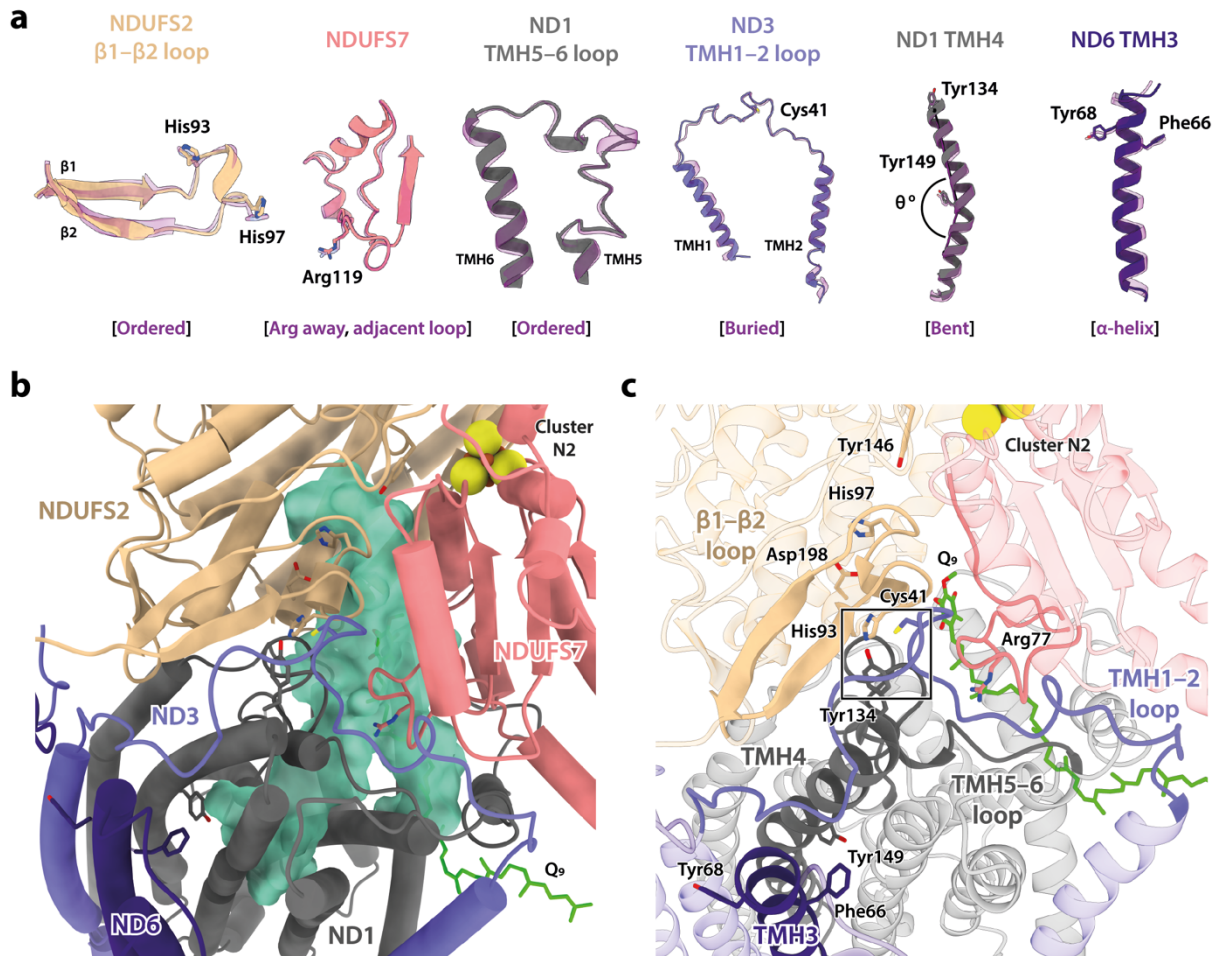 a
NDUFS2
β1–β2 loop
NDUFS7
ND1
TMH5–6 loop
ND3
TMH1–2 loop
ND1 TMH4
ND6 TMH3
His93
β1
β2
His97
Arg119
TMH6
TMH5
Cys41
TMH1
TMH2
Tyr134
Tyr149
θ°
Tyr68
Phe66
[Ordered]
[Arg away, adjacent loop]
[Ordered]
[Buried]
[Bent]
[α-helix]
b
Cluster
N2
NDUFS2
NDUFS7
ND3
Q₉
ND6
ND1
c
Cluster N2
Tyr146
His97
β1–β2
loop
Asp198
Q₉
Cys41
His93
Arg77
TMH1–2
loop
Tyr134
TMH4
TMH5–6
loop
Tyr149
Tyr68
Phe66
TMH3